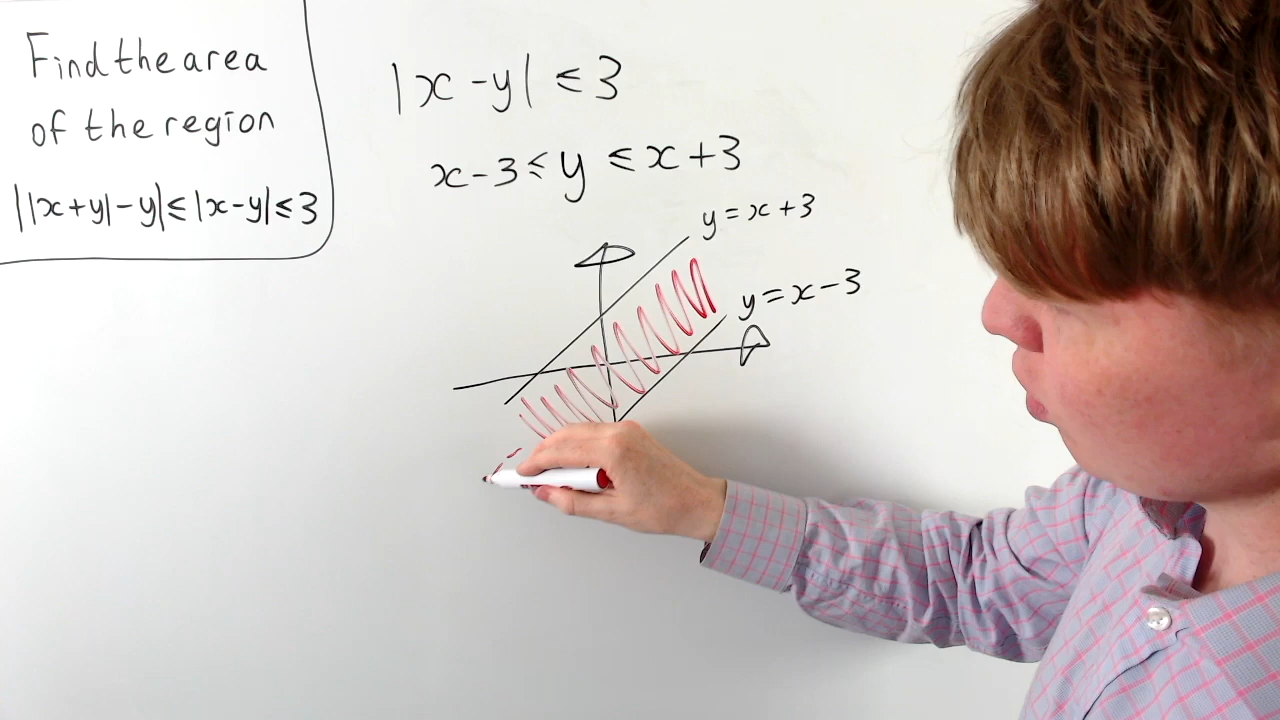 Find the area
of the region
||x+y|-y|≤|x-y|≤3
|x-y| ≤3
x-3≤y≤x+3
y=x+3
y=x-3